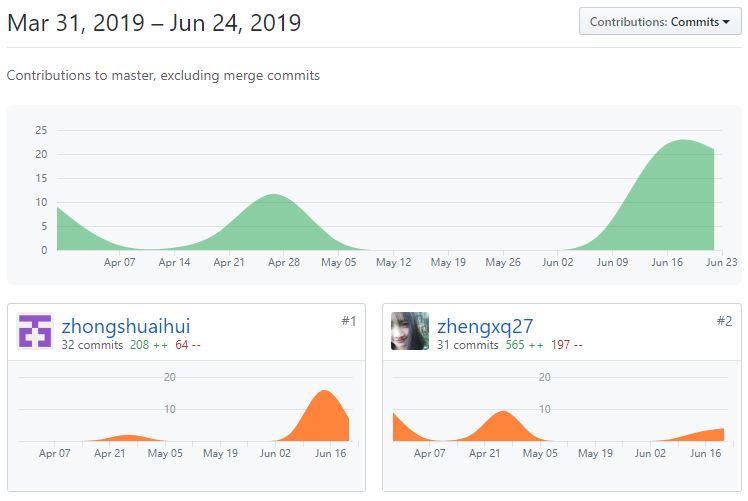 Mar 31, 2019 – Jun 24, 2019
Contributions: Commits
Contributions to master, excluding merge commits
25
20
15
10
5
0
Apr 07 Apr 14 Apr 21 Apr 28 May 05 May 12 May 19 May 26 Jun 02 Jun 09 Jun 16 Jun 23
zhongshuaihui
#1
32 commits 208 ++ 64 --
20
10
Apr 07 Apr 21 May 05 May 19 Jun 02 Jun 16
zhengxq27
#2
31 commits 565 ++ 197 --
20
10
Apr 07 Apr 21 May 05 May 19 Jun 02 Jun 16